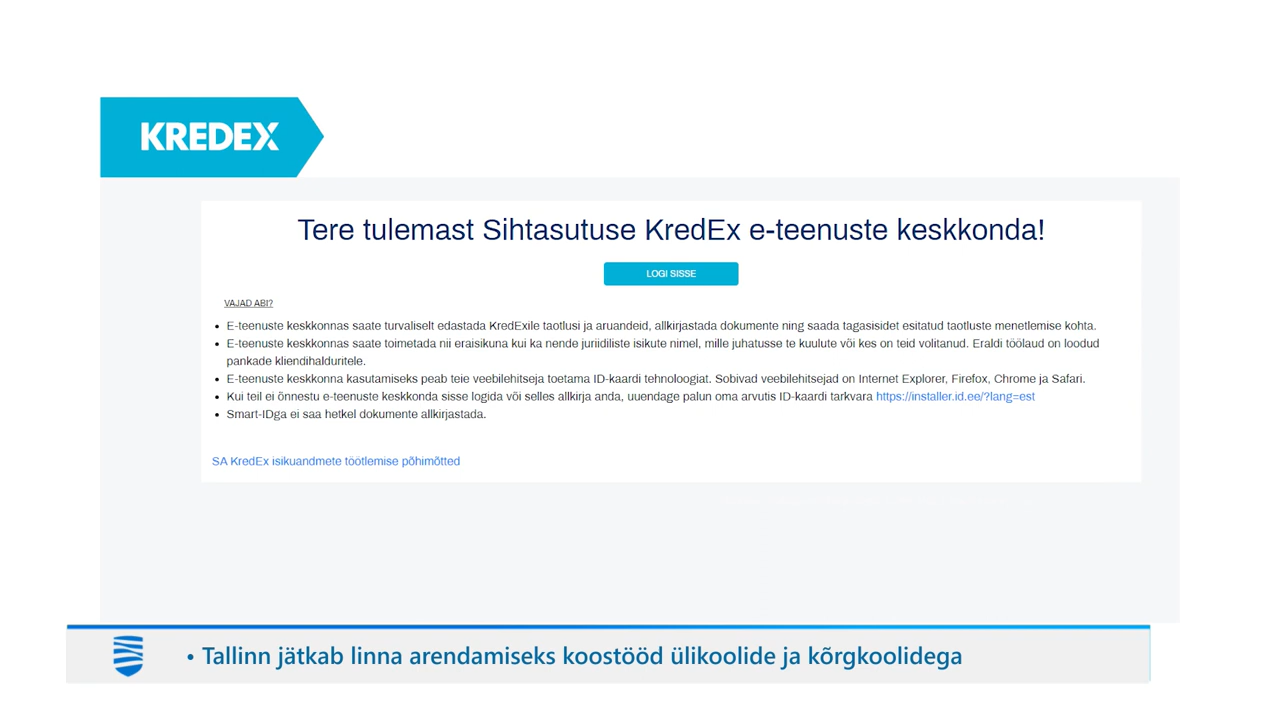 KREDEX
Tere tulemast Sihtasutuse KredEx e-teenuste keskkonda!
LOGI SISSE
VAJAD ABI?
• E-teenuste keskkonnas saate turvaliselt edastada KredExile taotlusi ja aruandeid, allkirjastada dokumente ning saada tagasisidet esitatud taotluste menetlemise kohta.
• E-teenuste keskkonnas saate toimetada nii eraisikuna kui ka nende juriidiliste isikute nimel, mille juhatusse te kuulute või kes on teid volitanud. Eraldi töölaud on loodud
pankade kliendihalduritele.
• E-teenuste keskkonna kasutamiseks peab teie veebilehitseja toetama ID-kaardi tehnoloogiat. Sobivad veebilehitsejad on Internet Explorer, Firefox, Chrome ja Safari.
• Kui teil ei õnnestu e-teenuste keskkonda sisse logida või selles allkirja anda, uuendage palun oma arvutis ID-kaardi tarkvara https://installer.id.ee/?lang=est
• Smart-IDga ei saa hetkel dokumente allkirjastada.
SA KredEx isikuandmete töötlemise põhimõtted
• Tallinn jätkab linna arendamiseks koostööd ülikoolide ja kõrgkoolidega